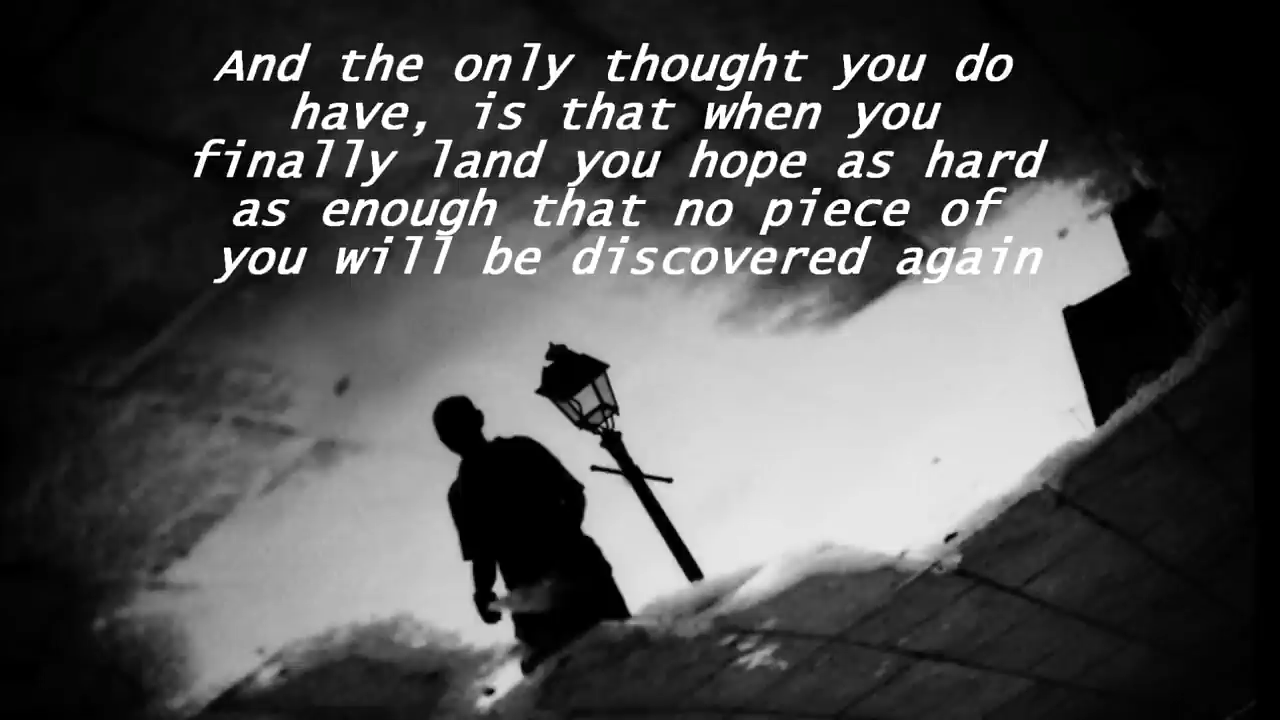 And the only thought you do
have, is that when you
finally land you hope as hard
as enough that no piece of
you will be discovered again